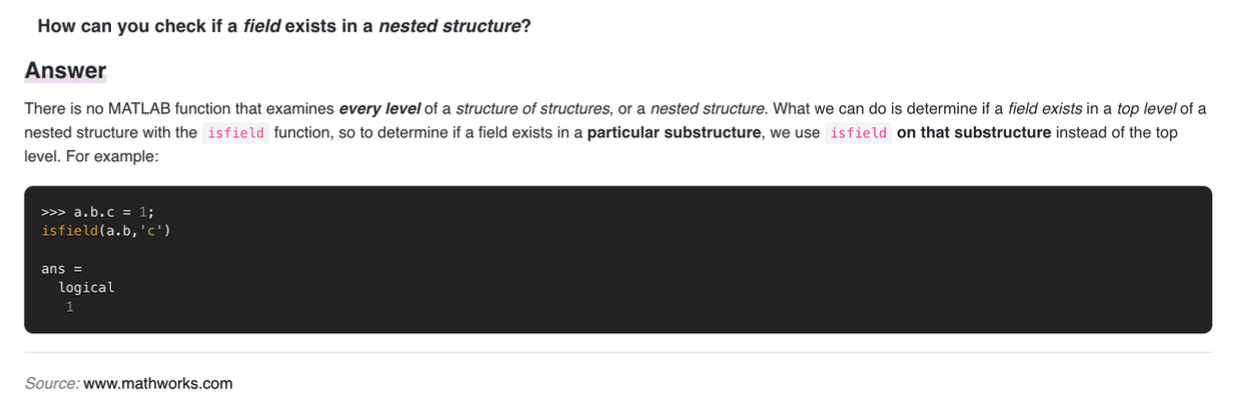 How can you check if a field exists in a nested structure?
Answer
There is no MATLAB function that examines every level of a structure of structures, or a nested structure. What we can do is determine if a field exists in a top level of a
nested structure with the isfield function, so to determine if a field exists in a particular substructure, we use isfield on that substructure instead of the top
level. For example:
>>> a.b.c = 1;
isfield(a.b,'c')
ans =
logical
1
Source: www.mathworks.com